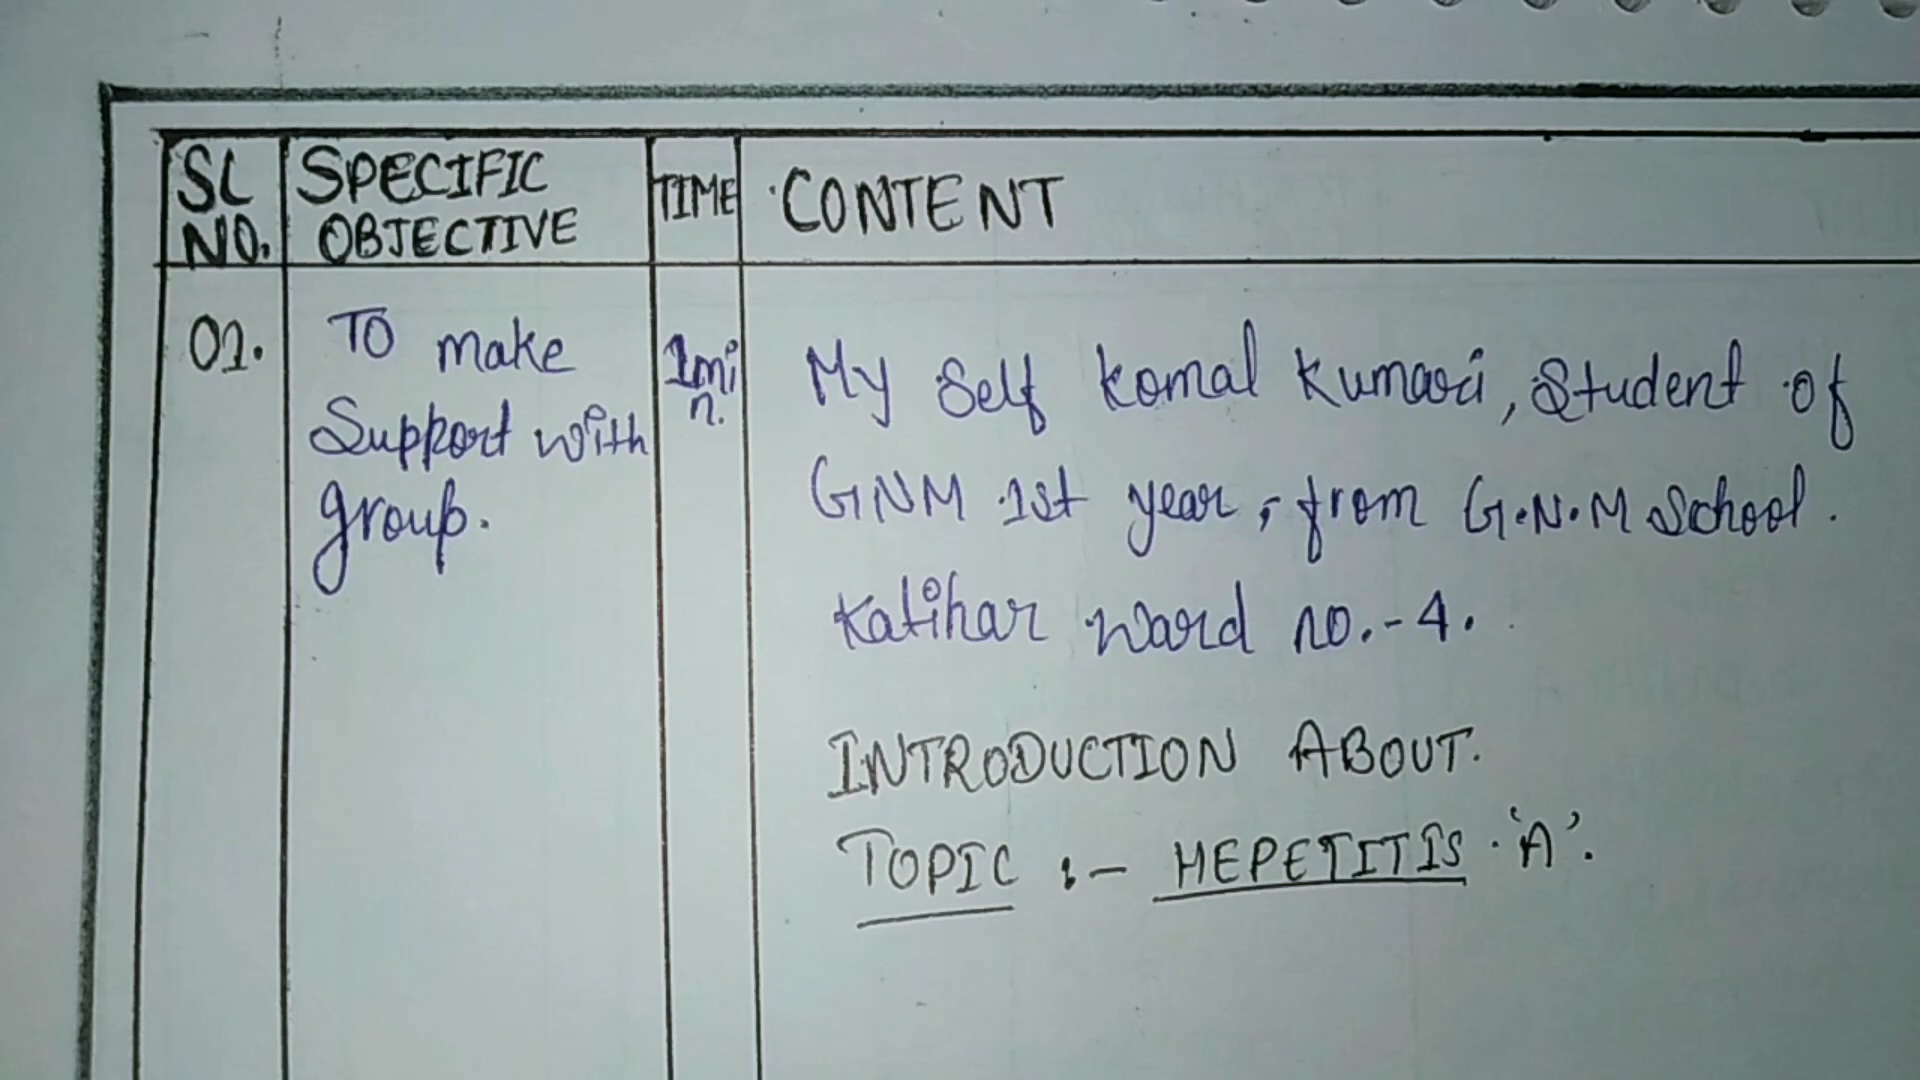 SL NO. SPECIFIC OBJECTIVE TIME CONTENT
01.
To make
Support with
group.
1mi
n.
My Self Komal Kumari, Student of
GNM 1st year, from G.N.M School.
Katihar Ward no.-4.
INTRODUCTION ABOUT.
TOPIC :- HEPETITIS 'A'.